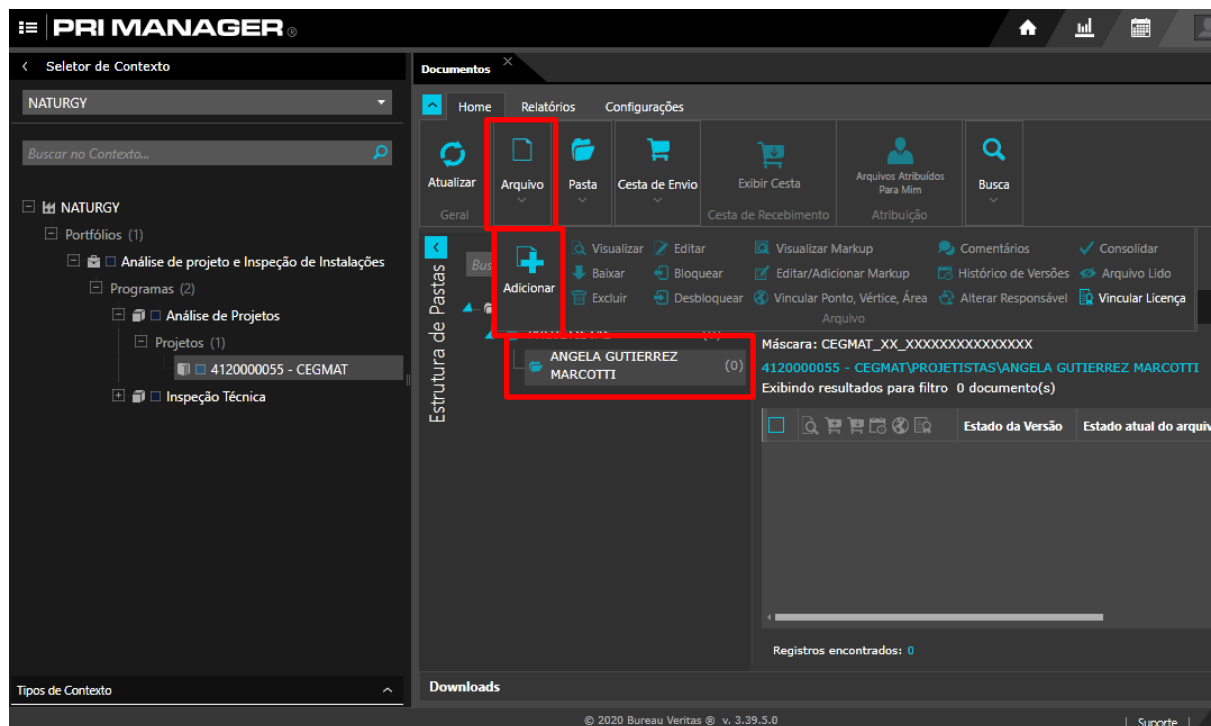 PRI MANAGER ®
Seletor de Contexto
NATURGY
Buscar no Contexto...
NATURGY
Portfólios (1)
Análise de projeto e Inspeção de Instalações
Programas (2)
Análise de Projetos
Projetos (1)
4120000055 - CEGMAT
Inspeção Técnica
Tipos de Contexto
Documentos
Home Relatórios Configurações
Atualizar Arquivo Pasta Cesta de Envio Exibir Cesta Arquivos Atribuídos Para Mim Busca
Geral Cesta de Recebimento Atribuição
Adicionar
Visualizar Editar Visualizar Markup Comentários Consolidar
Baixar Bloquear Editar/Adicionar Markup Histórico de Versões Arquivo Lido
Excluir Desbloquear Vincular Ponto, Vértice, Área Alterar Responsável Vincular Licença
Arquivo
Estrutura de Pastas
Bus
ANGELA GUTIERREZ
MARCOTTI (0)
Máscara: CEGMAT_XX_XXXXXXXXXXXXXXX
4120000055 - CEGMAT\PROJETISTAS\ANGELA GUTIERREZ MARCOTTI
Exibindo resultados para filtro 0 documento(s)
Estado da Versão Estado atual do arquiv
Registros encontrados: 0
Downloads
© 2020 Bureau Veritas ® v. 3.39.5.0
| Suporte |